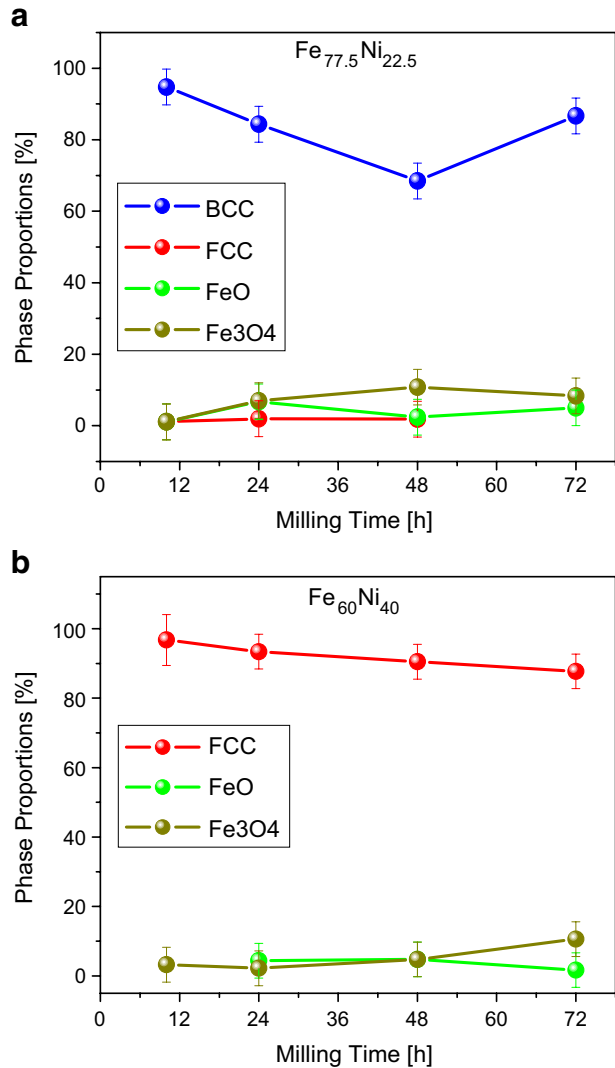 a
Fe77.5Ni22.5
Phase Proportions [%]
100
80
60
40
20
0
BCC
FCC
FeO
Fe3O4
0 12 24 36 48 60 72
Milling Time [h]
b
Fe60Ni40
Phase Proportions [%]
100
80
60
40
20
0
FCC
FeO
Fe3O4
0 12 24 36 48 60 72
Milling Time [h]